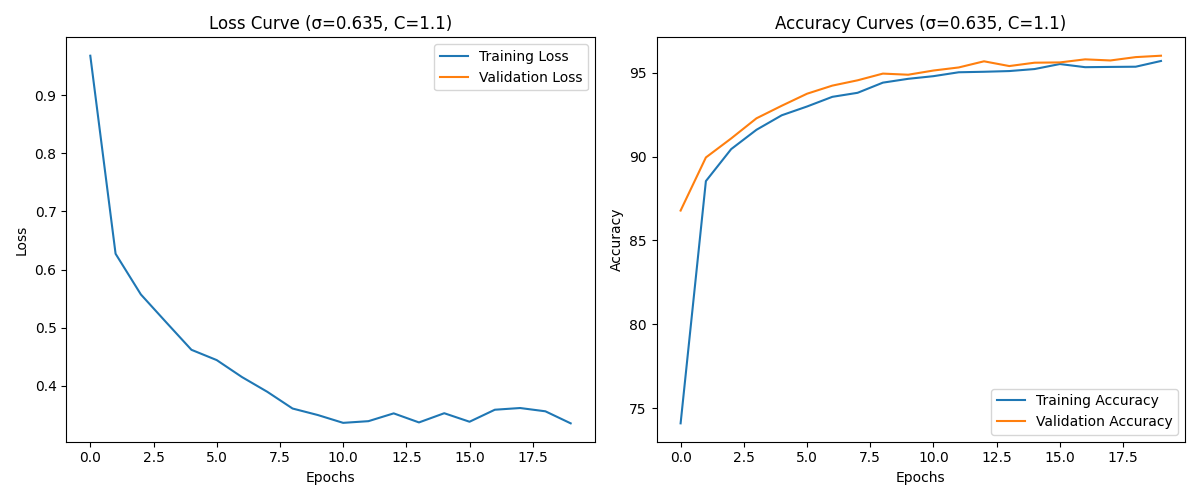 Loss Curve (σ=0.635, C=1.1)
Training Loss
Validation Loss
0.9
0.8
0.7
0.6
0.5
0.4
Loss
0.0 2.5 5.0 7.5 10.0 12.5 15.0 17.5
Epochs
Accuracy Curves (σ=0.635, C=1.1)
95
90
85
80
75
Accuracy
Training Accuracy
Validation Accuracy
0.0 2.5 5.0 7.5 10.0 12.5 15.0 17.5
Epochs